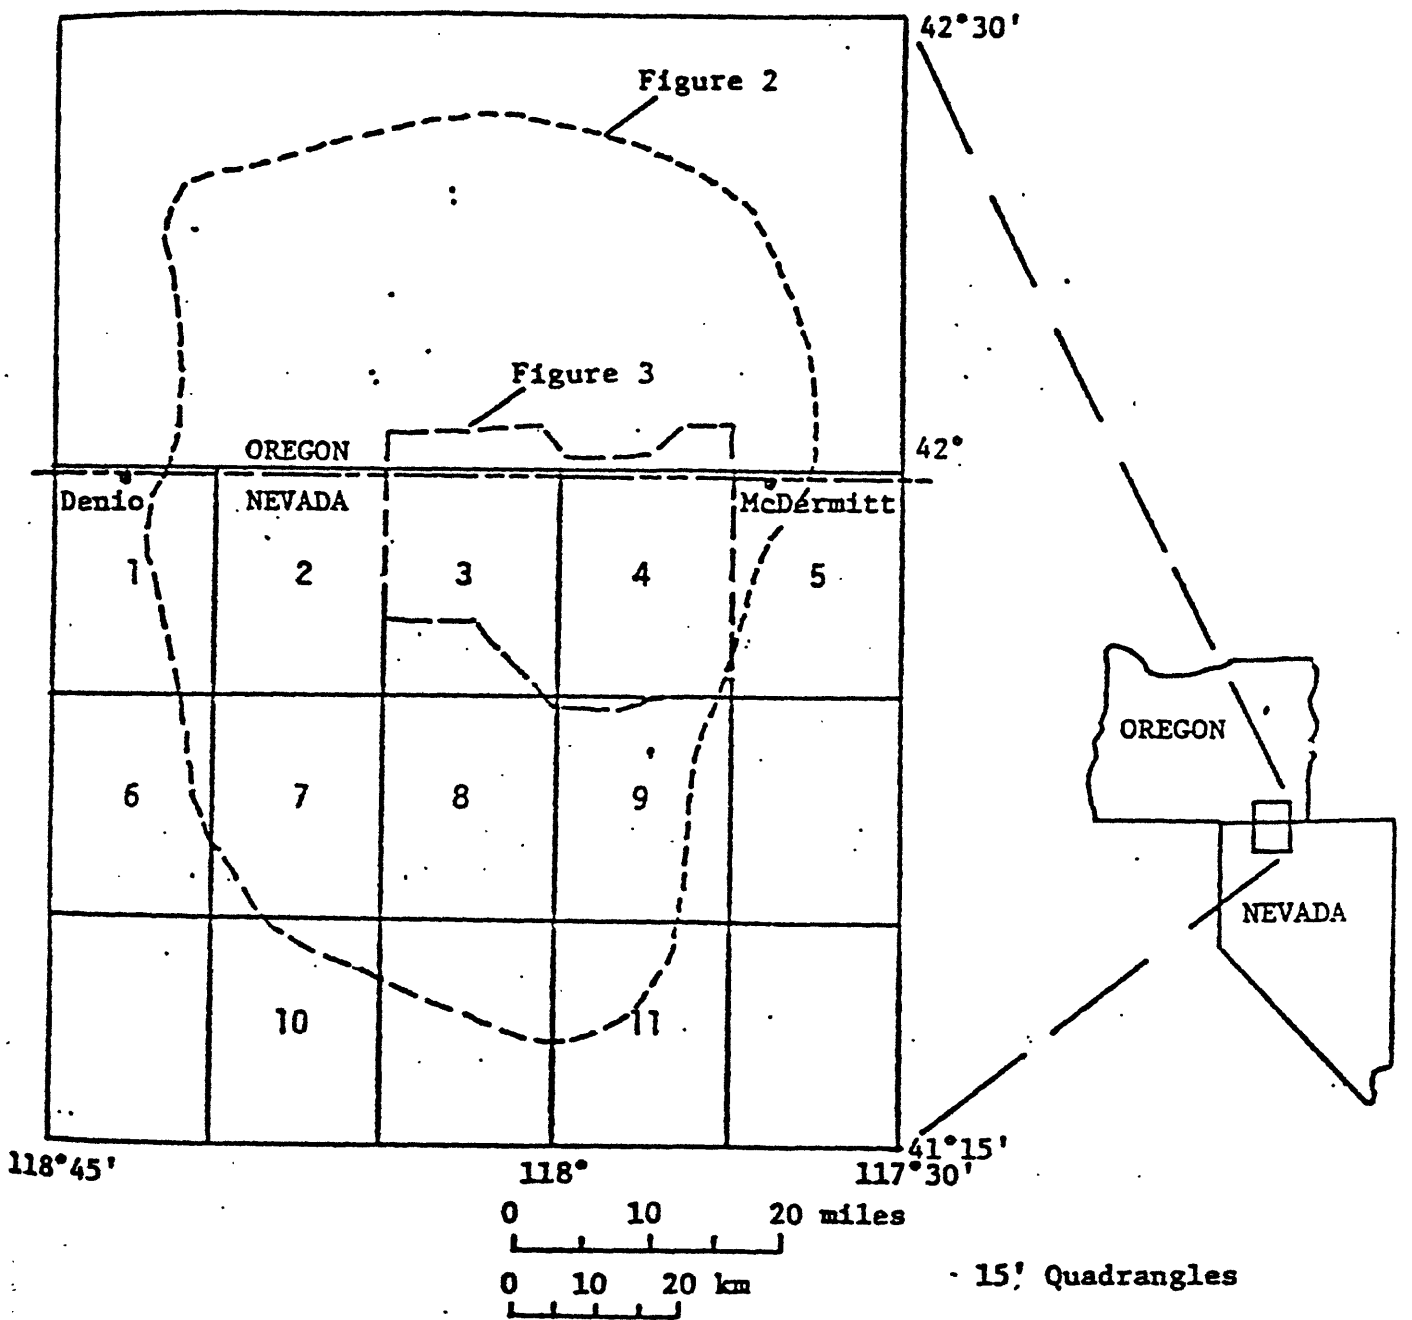 42°30'
Figure 2
Figure 3
OREGON
42°
Denio
NEVADA
McDermitt
1
2
3
4
5
OREGON
6
7
8
9
NEVADA
10
11
41°15'
118°45'
118°
117°30'
0 10 20 miles
0 10 20 km
15' Quadrangles